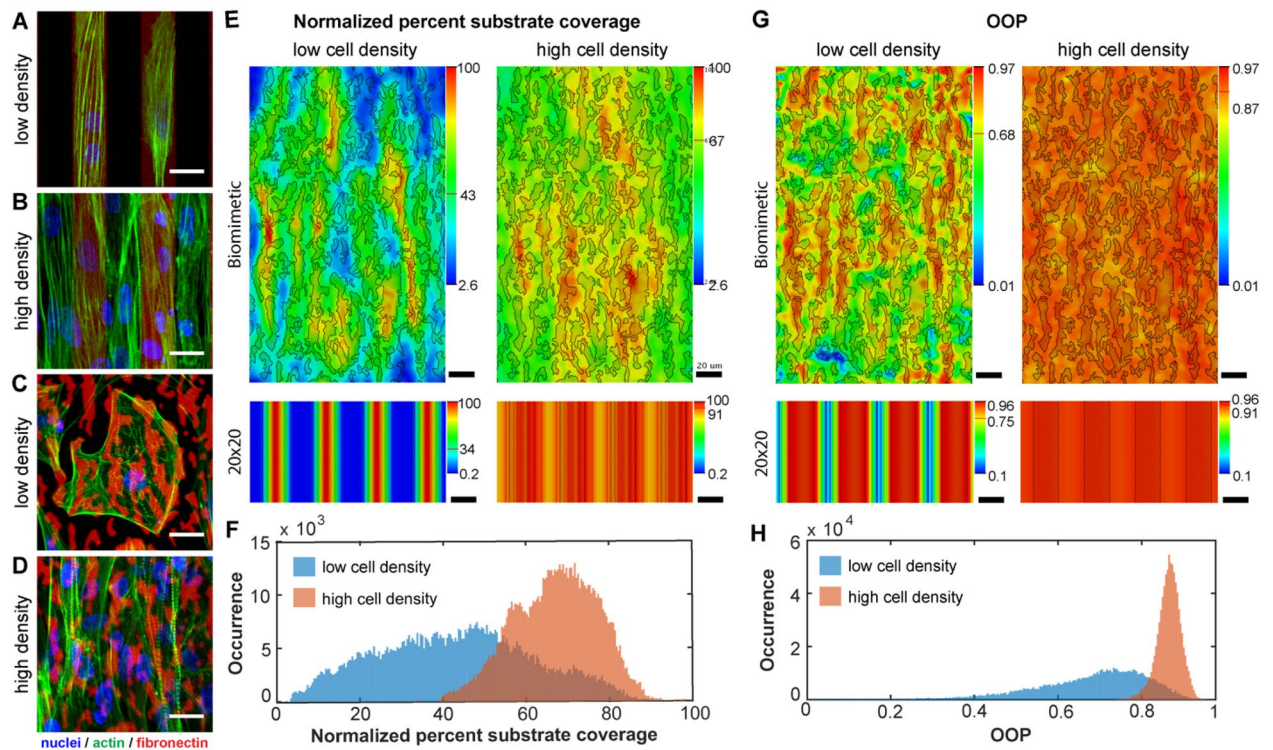 A
low density
B
high density
C
low density
D
high density
nuclei / actin / fibronectin
E
Normalized percent substrate coverage
low cell density
high cell density
Biomimetic
100
43
2.6
100
67
2.6
20 um
20x20
100
34
0.2
100
91
0.2
F
x 10³
15
10
5
0
Occurrence
low cell density
high cell density
0 20 40 60 80 100
Normalized percent substrate coverage
G
OOP
low cell density
high cell density
Biomimetic
0.97
0.68
0.01
0.97
0.87
0.01
20x20
0.96
0.75
0.1
0.96
0.91
0.1
H
x 10⁴
6
4
2
0
Occurrence
low cell density
high cell density
0 0.2 0.4 0.6 0.8 1
OOP